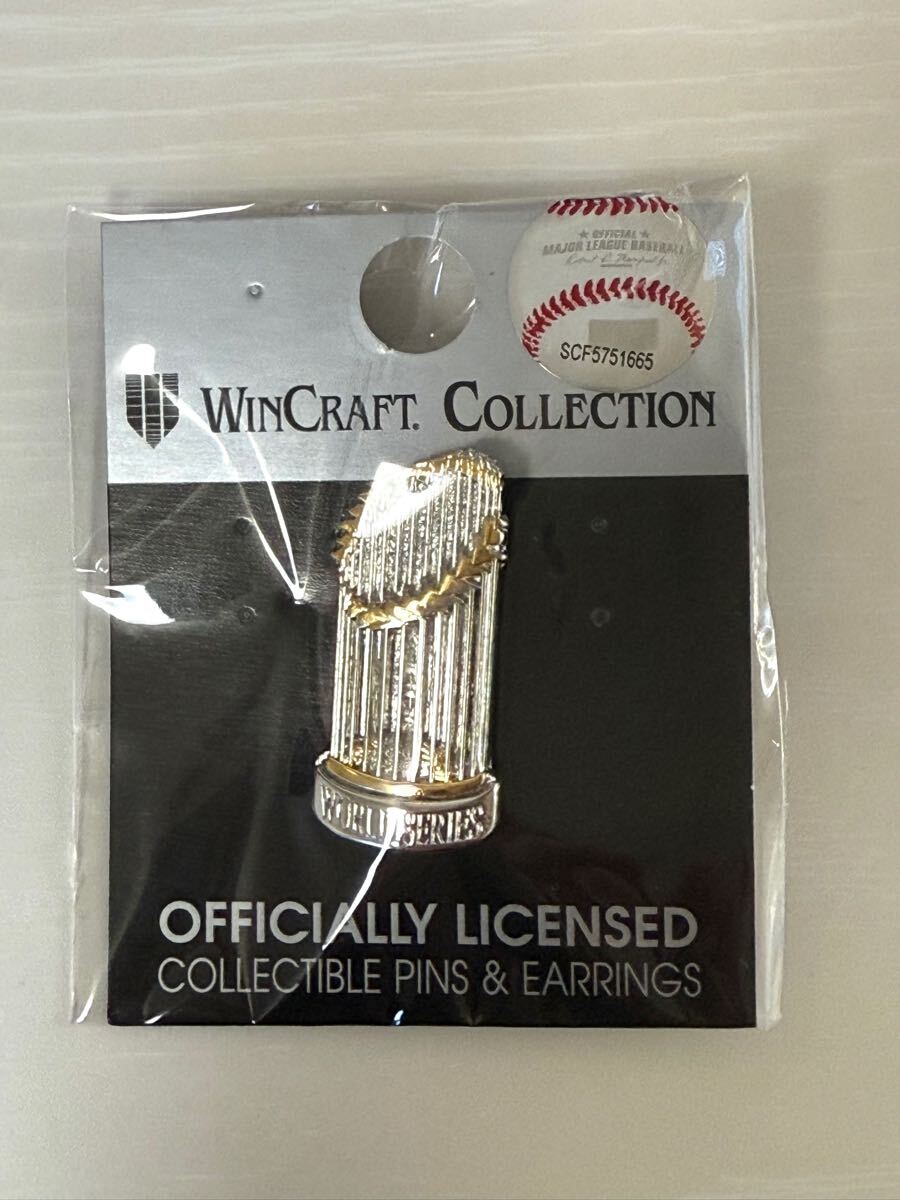 ★ OFFICIAL ★
MAJOR LEAGUE BASEBALL
SCF5751665
WINCRAFT. COLLECTION
WORLD SERIES
OFFICIALLY LICENSED
COLLECTIBLE PINS & EARRINGS